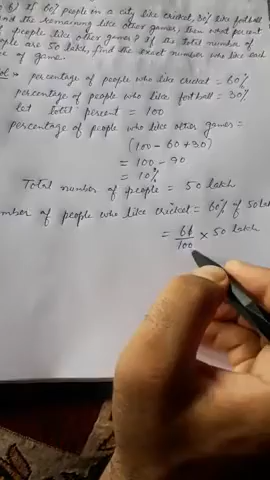 6) If 60% people in a city like cricket, 30% like football
and the remaining like other games, then what percent
of people like other games? If the total number of
people are 50 lakh, find the exact number who like each
type of game.
Sol:- percentage of people who like cricket = 60%
percentage of people who like football = 30%
let total percent = 100
percentage of people who like other games =
(100 - 60 + 30)
= 100 - 90
= 10%
Total number of people = 50 lakh
number of people who like cricket = 60% of 50 lakh
= 60/100 × 50 lakh